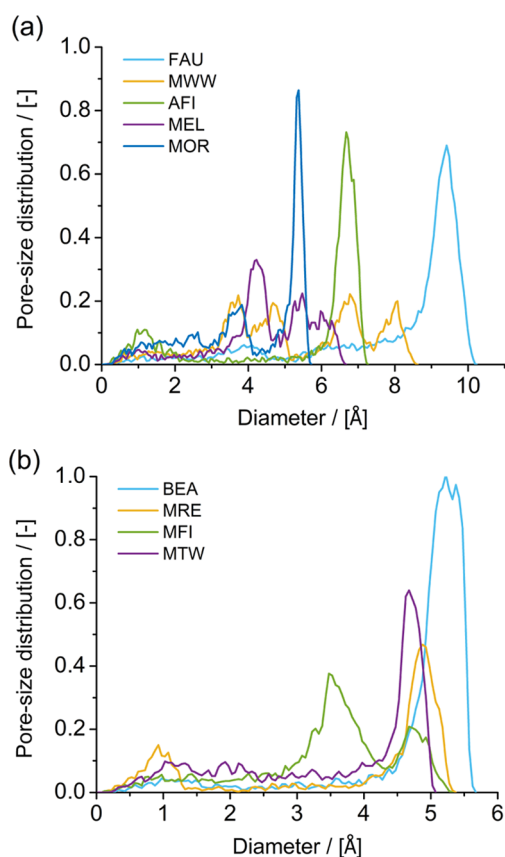 (a)
1.0
0.8
0.6
0.4
0.2
0.0
Pore-size distribution / [-]
FAU
MWW
AFI
MEL
MOR
0 2 4 6 8 10
Diameter / [Å]
(b)
1.0
0.8
0.6
0.4
0.2
0.0
Pore-size distribution / [-]
BEA
MRE
MFI
MTW
0 1 2 3 4 5 6
Diameter / [Å]